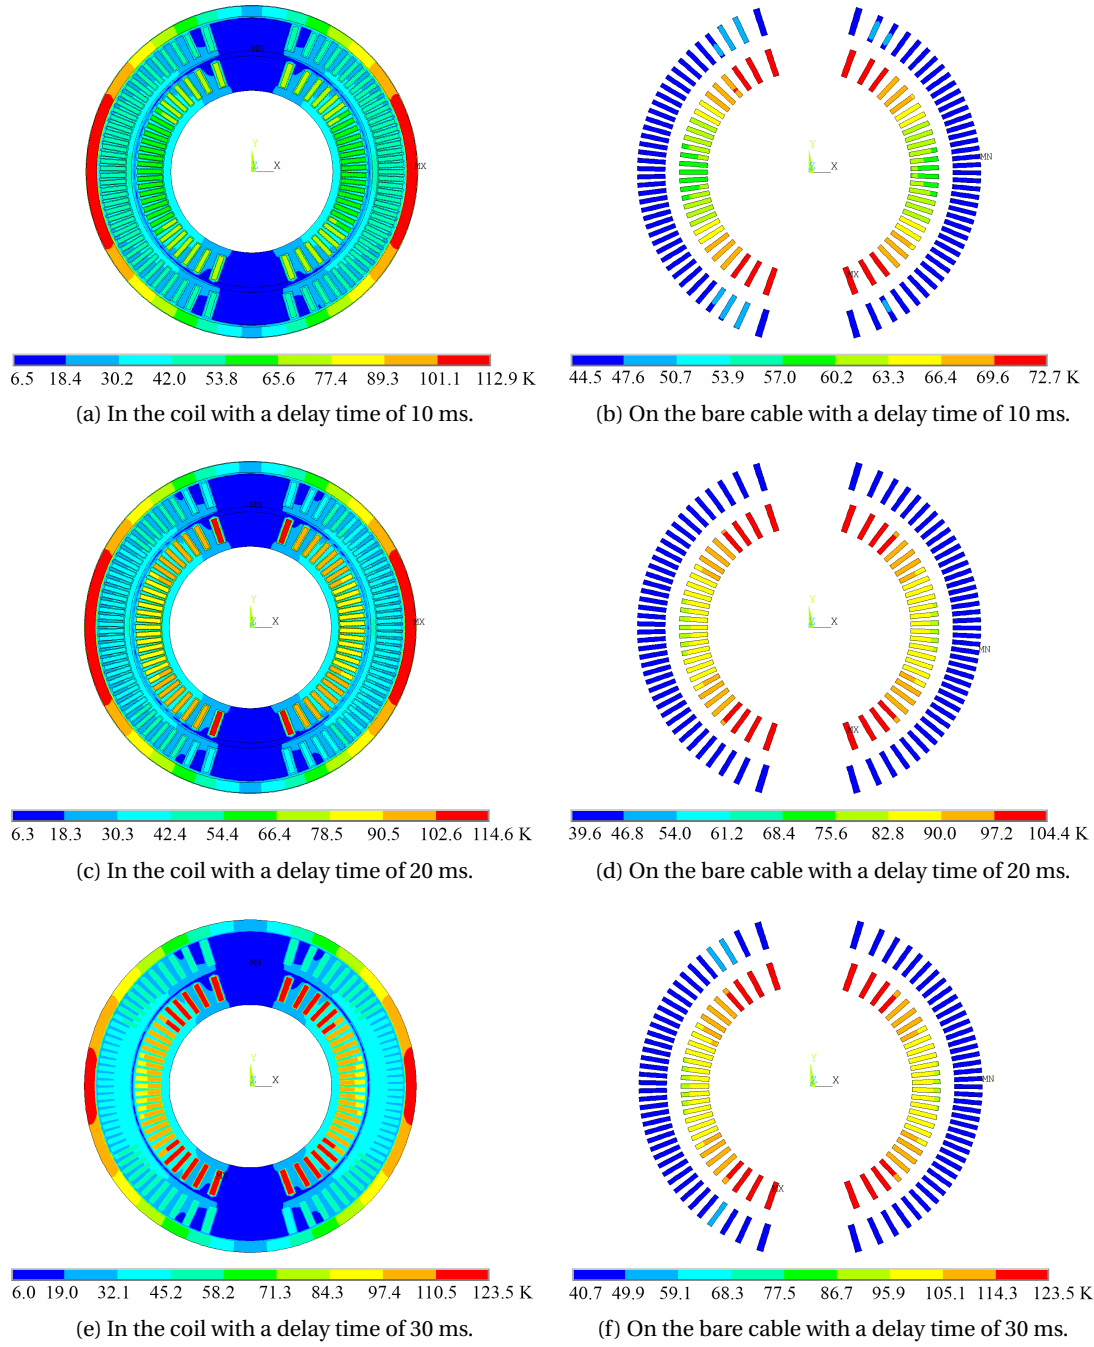 MN
Y
Z X
MX
6.5 18.4 30.2 42.0 53.8 65.6 77.4 89.3 101.1 112.9 K
(a) In the coil with a delay time of 10 ms.
Y
MN
Z X
MX
44.5 47.6 50.7 53.9 57.0 60.2 63.3 66.4 69.6 72.7 K
(b) On the bare cable with a delay time of 10 ms.
MN
Y
Z X
MX
6.3 18.3 30.3 42.4 54.4 66.4 78.5 90.5 102.6 114.6 K
(c) In the coil with a delay time of 20 ms.
Y
Z X
MN
MX
39.6 46.8 54.0 61.2 68.4 75.6 82.8 90.0 97.2 104.4 K
(d) On the bare cable with a delay time of 20 ms.
MN
Y
Z X
6.0 19.0 32.1 45.2 58.2 71.3 84.3 97.4 110.5 123.5 K
(e) In the coil with a delay time of 30 ms.
Y
Z X
MN
MX
40.7 49.9 59.1 68.3 77.5 86.7 95.9 105.1 114.3 123.5 K
(f) On the bare cable with a delay time of 30 ms.